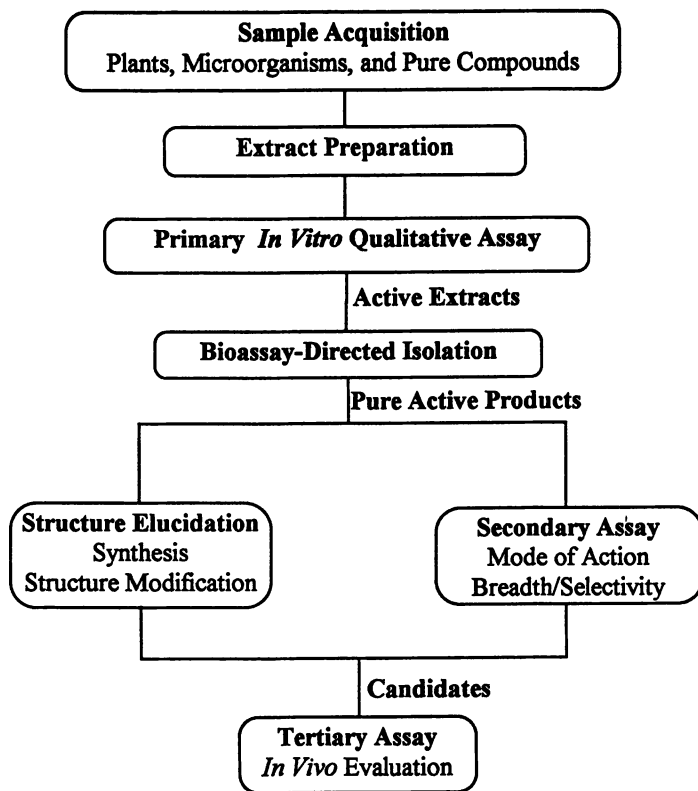 Sample Acquisition
Plants, Microorganisms, and Pure Compounds
Extract Preparation
Primary In Vitro Qualitative Assay
Active Extracts
Bioassay-Directed Isolation
Pure Active Products
Structure Elucidation
Synthesis
Structure Modification
Secondary Assay
Mode of Action
Breadth/Selectivity
Candidates
Tertiary Assay
In Vivo Evaluation